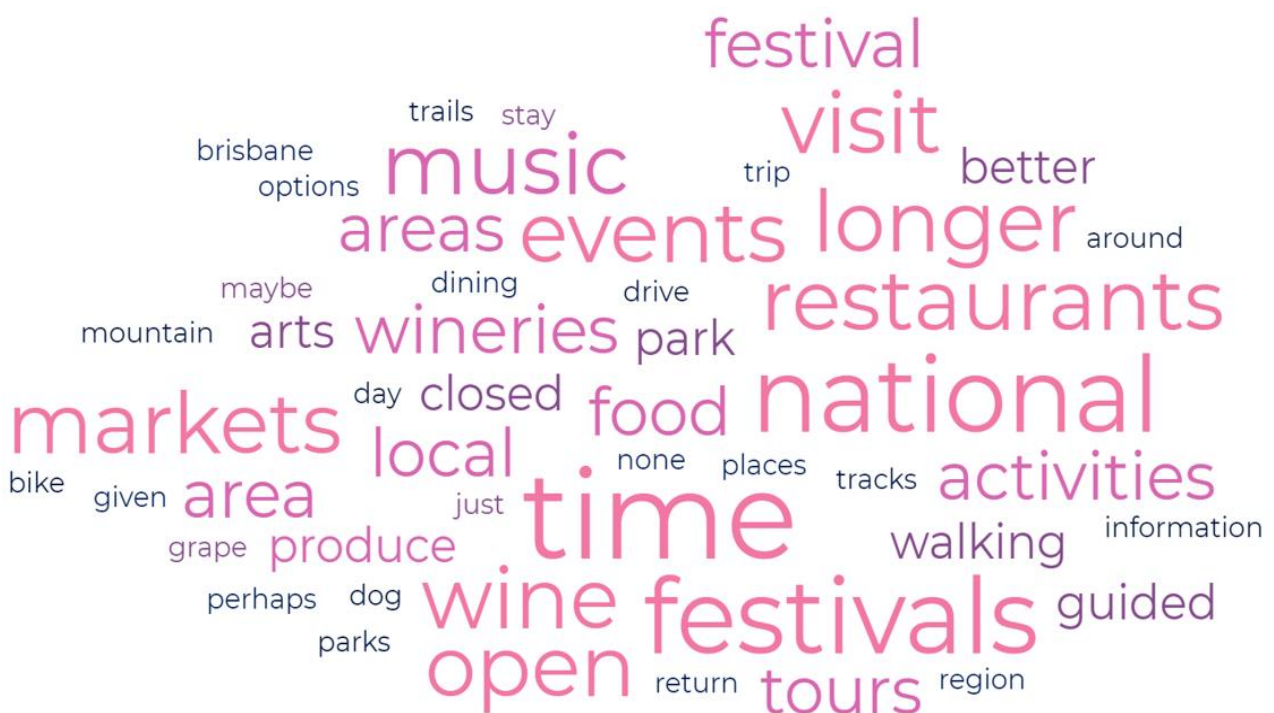 festival
trails stay visit
brisbane music trip better
options
areas events longer around
maybe dining drive restaurants
mountain arts wineries park
markets day closed food national
local none places tracks activities
bike given area just time
grape produce walking information
perhaps dog wine festivals guided
parks open return tours region